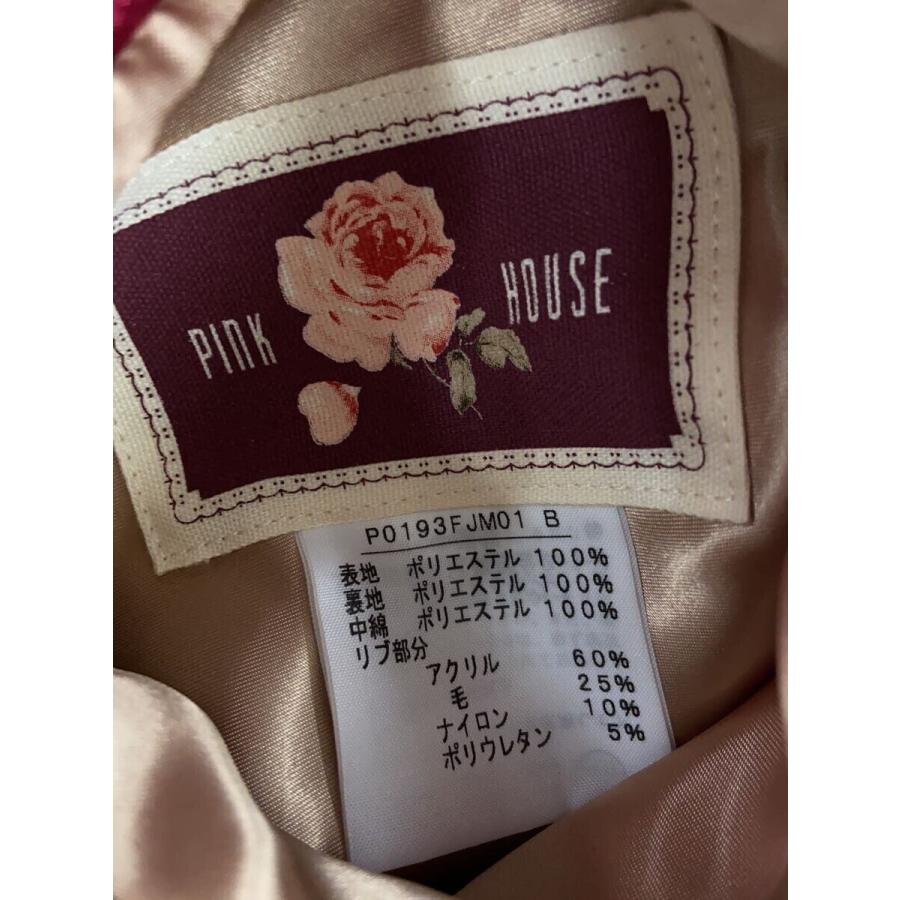 PINK HOUSE
P0193FJM01 B
表地 ポリエステル 100%
裏地 ポリエステル 100%
中綿 ポリエステル 100%
リブ部分
アクリル 60%
毛 25%
ナイロン 10%
ポリウレタン 5%